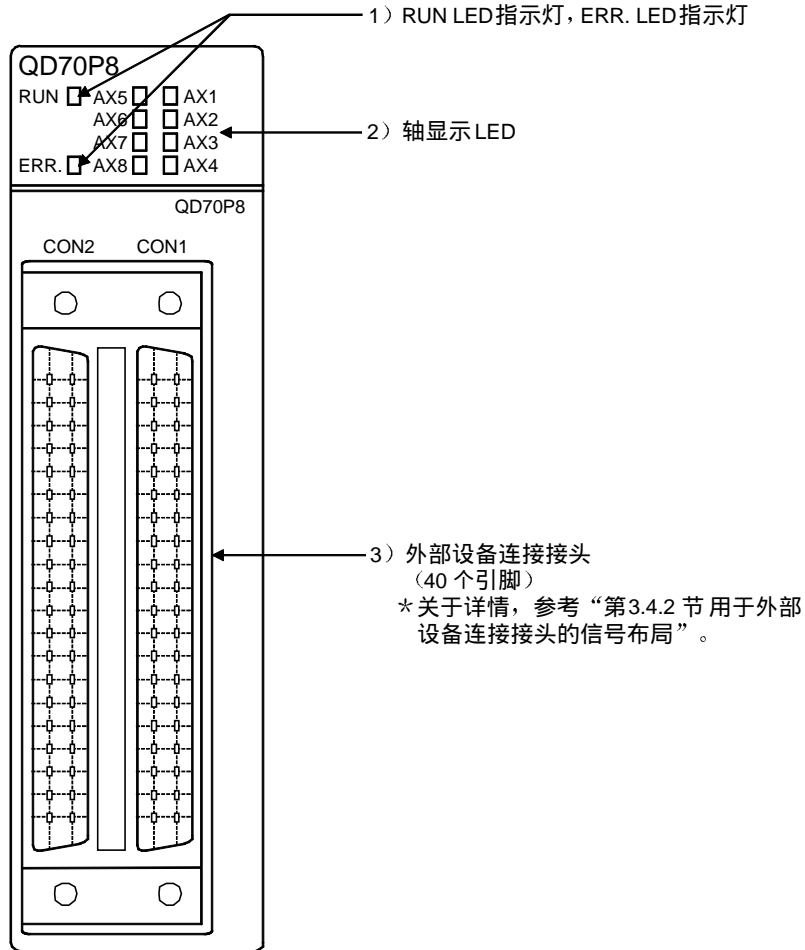 1）RUN LED指示灯，ERR. LED指示灯
QD70P8
RUN AX5 AX1
AX6 AX2
AX7 AX3
ERR. AX8 AX4
2）轴显示LED
QD70P8
CON2 CON1
3）外部设备连接接头
（40 个引脚）
＊关于详情，参考“第3.4.2 节 用于外部
设备连接接头的信号布局”。